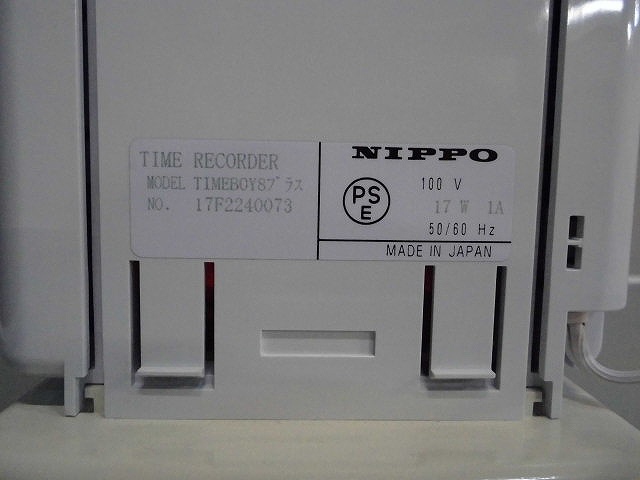 TIME RECORDER
MODEL TIMEBOY8プラス
NO. 17F2240073
NIPPO
PS
E
100 V
17 W 1A
50/60 Hz
MADE IN JAPAN